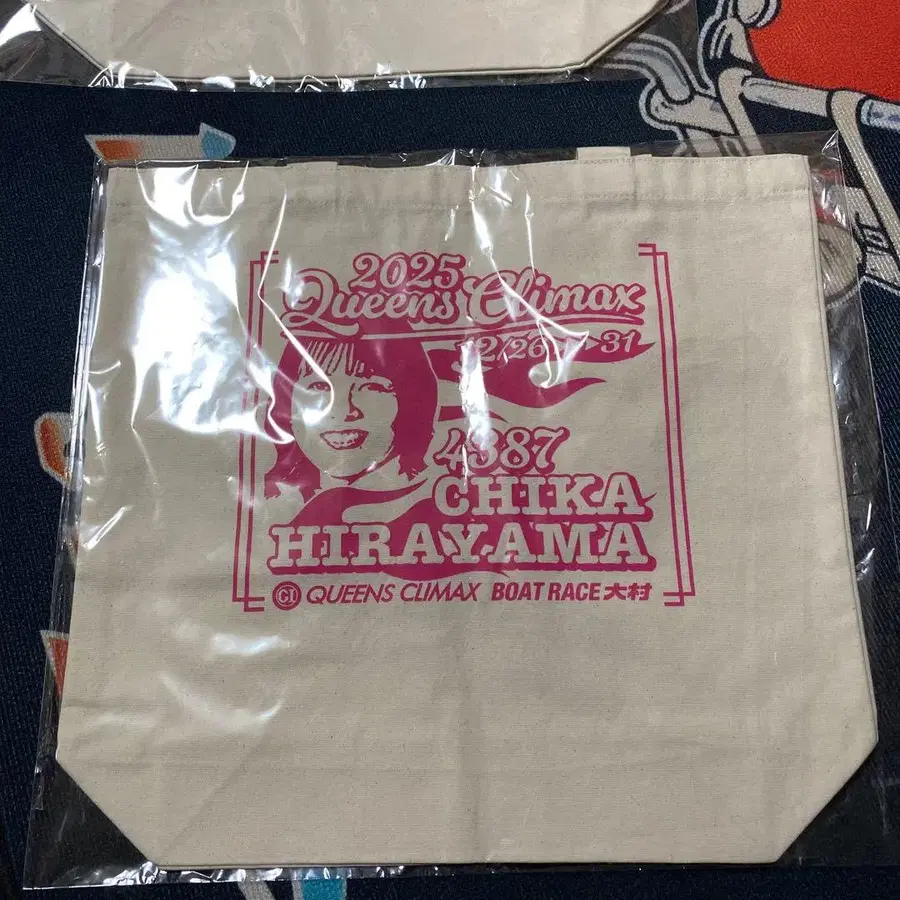 2025
Queens Climax
12/26 ▶ 31
4387
CHIKA
HIRAYAMA
QUEENS CLIMAX BOAT RACE 大村